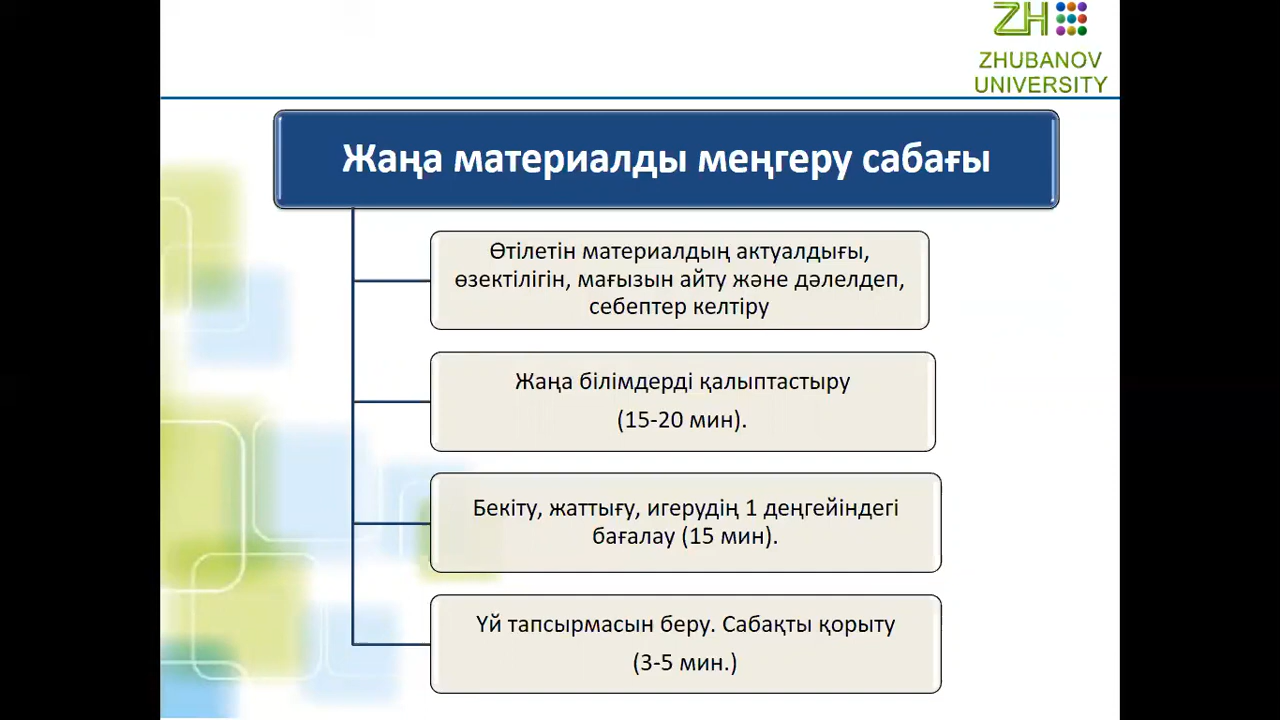 ZH
ZHUBANOV
UNIVERSITY
Жаңа материалды меңгеру сабағы
Өтілетін материалдың актуалдығы,
өзектілігін, мағызын айту және дәлелдеп,
себептер келтіру
Жаңа білімдерді қалыптастыру
(15-20 мин).
Бекіту, жаттығу, игерудің 1 деңгейіндегі
бағалау (15 мин).
Үй тапсырмасын беру. Сабақты қорыту
(3-5 мин.)